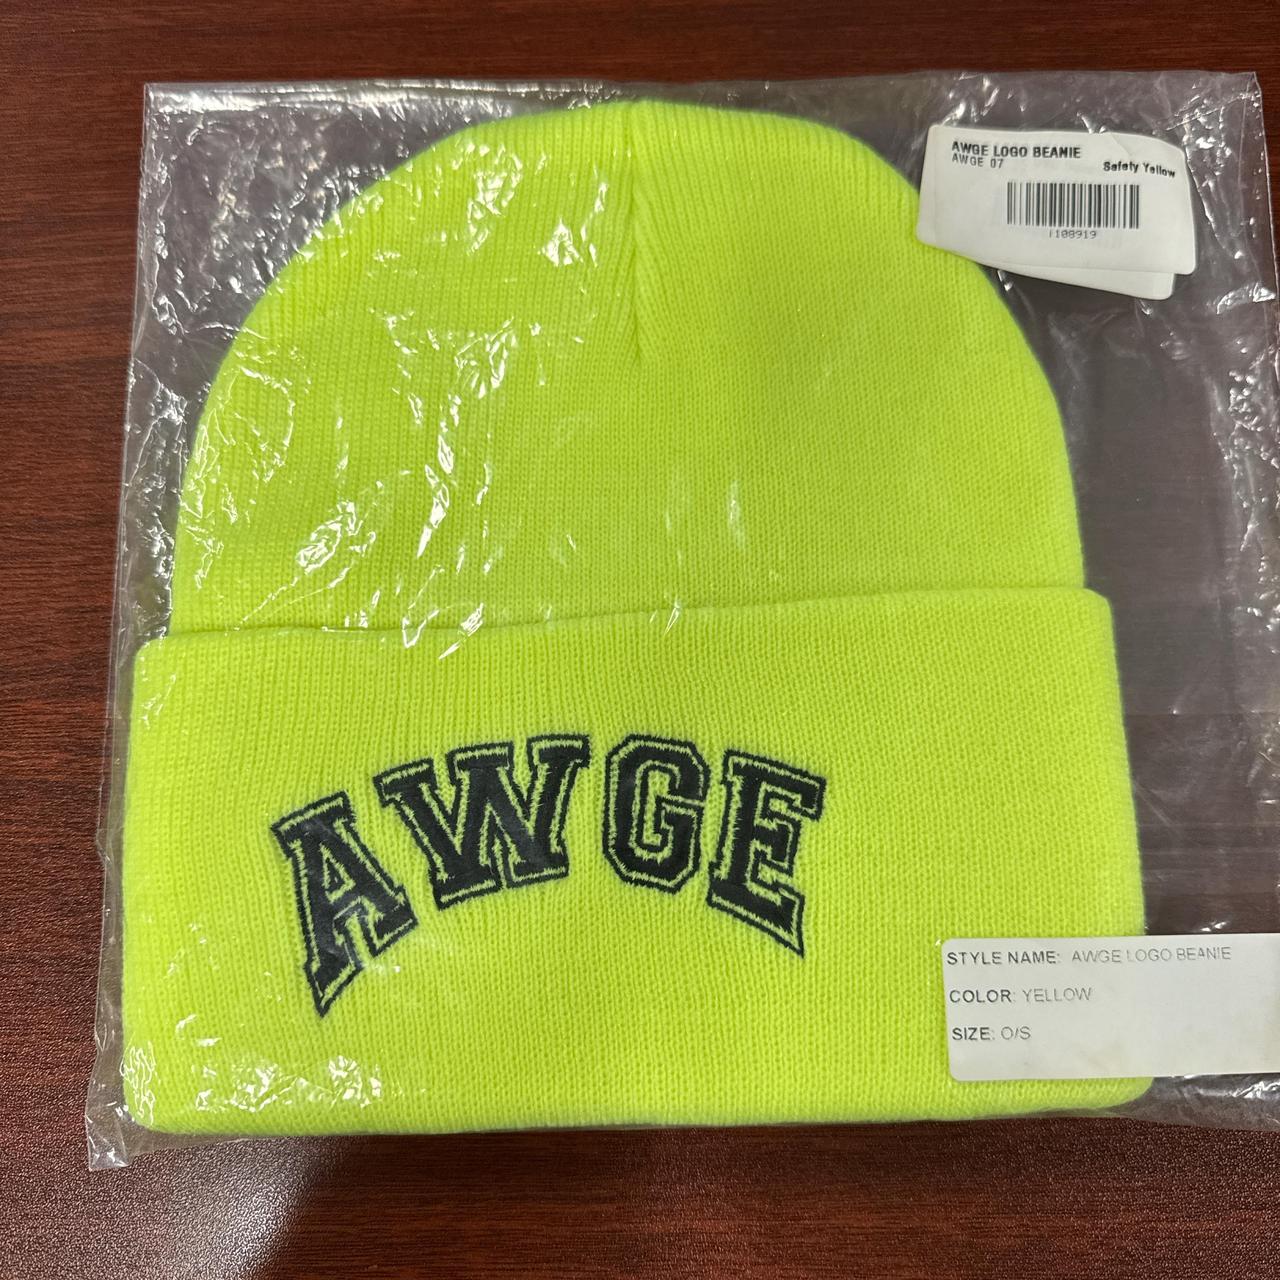 AWGE LOGO BEANIE
AWGE 07
Safety Yellow
1108919
AWGE
STYLE NAME: AWGE LOGO BEANIE
COLOR: YELLOW
SIZE: O/S